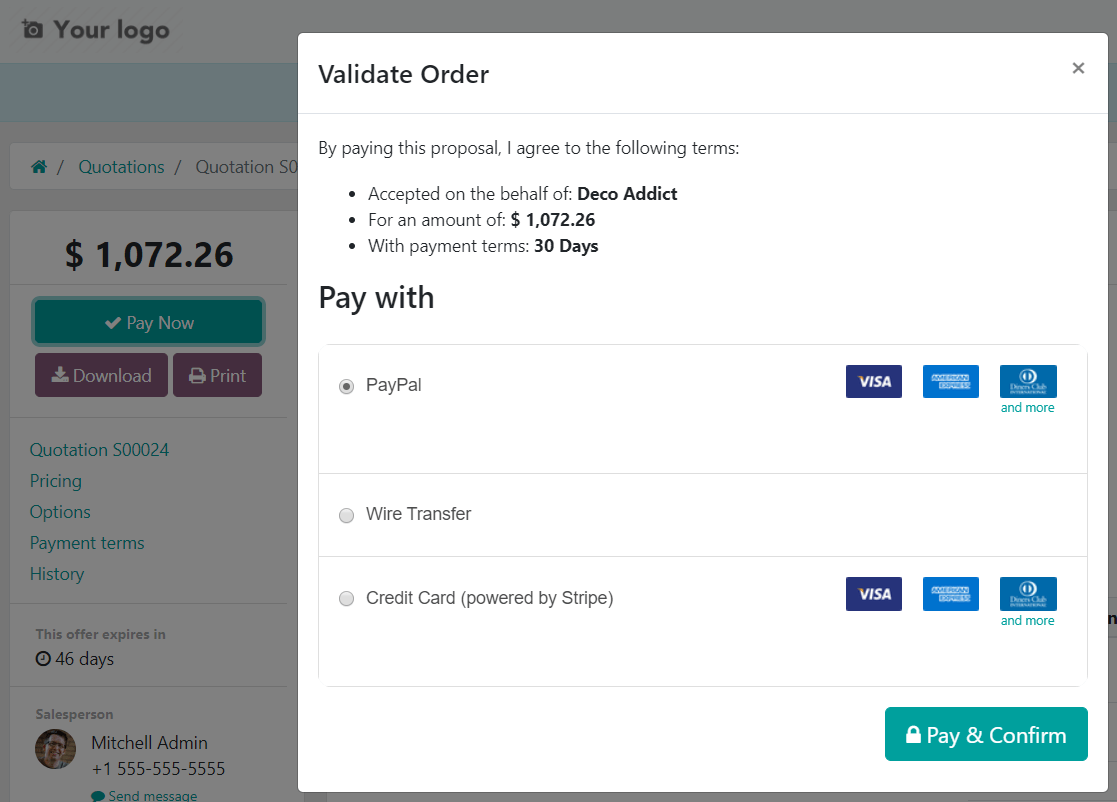 Your logo
Quotations / Quotation S0
$ 1,072.26
Pay Now
Download
Print
Quotation S00024
Pricing
Options
Payment terms
History
This offer expires in
46 days
Salesperson
Mitchell Admin
+1 555-555-5555
Send message
Validate Order
×
By paying this proposal, I agree to the following terms:
• Accepted on the behalf of: Deco Addict
• For an amount of: $ 1,072.26
• With payment terms: 30 Days
Pay with
PayPal
VISA
AMERICAN EXPRESS
Diners Club INTERNATIONAL
and more
Wire Transfer
Credit Card (powered by Stripe)
VISA
AMERICAN EXPRESS
Diners Club INTERNATIONAL
and more
Pay & Confirm